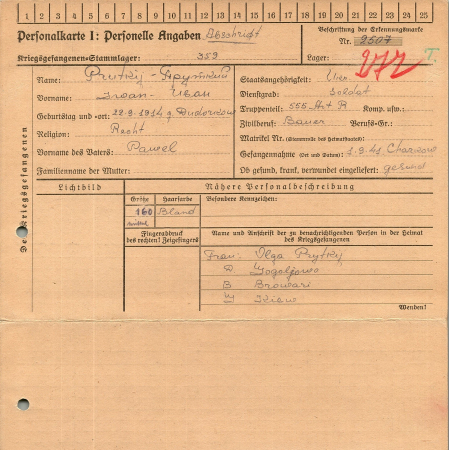 1 2 3 4 5 6 7 8 9 10 11 12 13 14 15 16 17 18 19 20 21 22 23 24 25
Personalkarte I: Personelle Angaben Abschrift
Beschriftung der Erkennungsmarke
Nr. 2507
Kriegsgefangenen-Stammlager: 359
Lager:
Des Kriegsgefangenen
Name: Prutkij - Пруткий
Vorname: Iwan - Иван
Geburtstag und -ort: 22.9.1914
Religion: Recht
Vorname des Vaters: Pawel
Familienname der Mutter:
Staatsangehörigkeit: Ukr.
Dienstgrad: Soldat
Truppenteil: 555. Art R Komp. usw.:
Zivilberuf: Bauer Berufs-Gr.:
Matrikel Nr. (Stammrolle des Heimatstaates):
Gefangennahme (Ort und Datum): 1.9.41
Ob gesund, krank, verwundet eingeliefert: gesund
Lichtbild
Nähere Personalbeschreibung
Größe Haarfarbe
160 Bland
Besondere Kennzeichen:
Fingerabdruck
des rechten! Zeigefingers
Name und Anschrift der zu benachrichtigenden Person in der Heimat
des Kriegsgefangenen
Frau: Olga Prutkij
D Gogoljewo
B Browari
Kiew
Wenden!